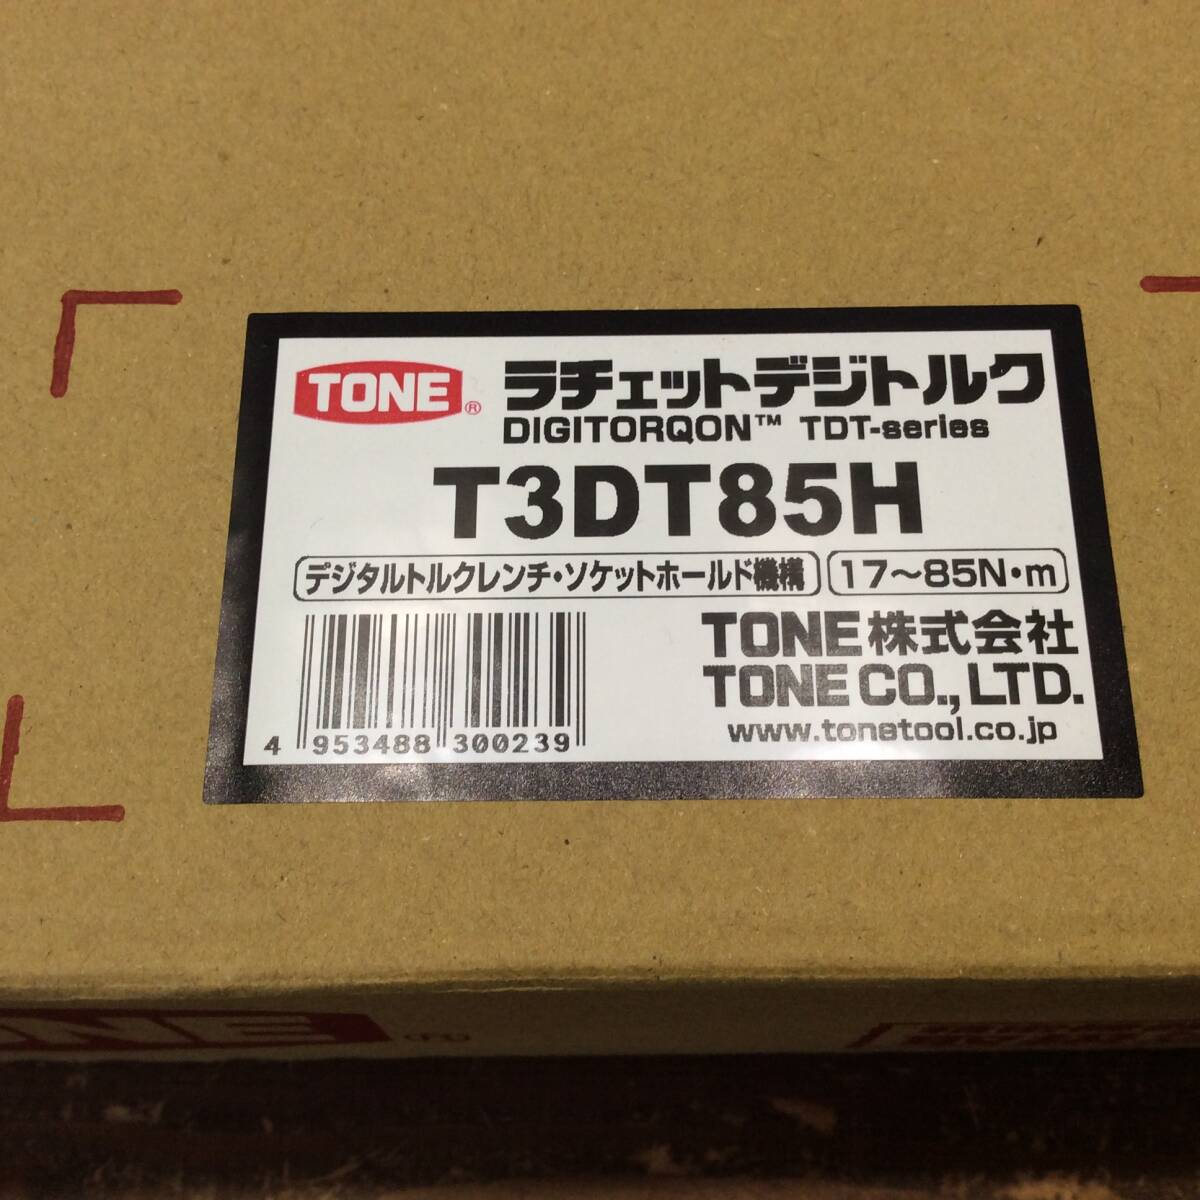 TONE®
ラチェットデジトルク
DIGITORQON™ TDT-series
T3DT85H
デジタルトルクレンチ・ソケットホールド機構
17〜85N・m
TONE株式会社
TONE CO., LTD.
www.tonetool.co.jp
4 953488 300239